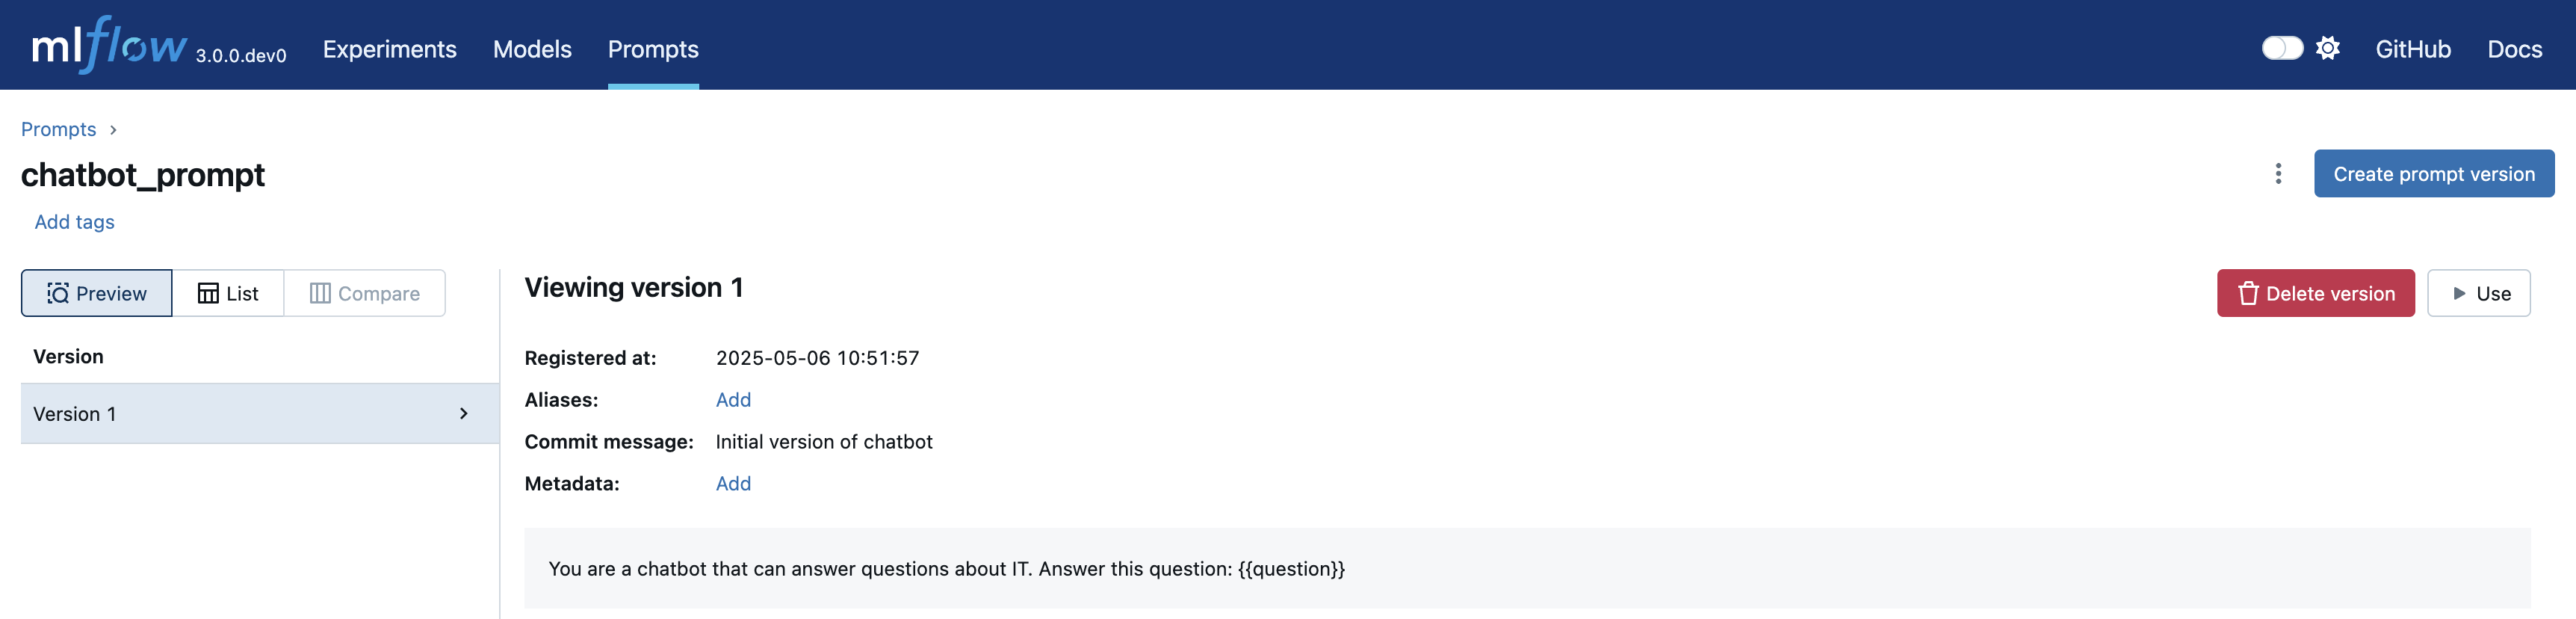 mlflow 3.0.0.dev0 Experiments Models Prompts GitHub Docs
Prompts
chatbot_prompt
Create prompt version
Add tags
Preview List Compare
Viewing version 1
Delete version Use
Version
Version 1
Registered at: 2025-05-06 10:51:57
Aliases: Add
Commit message: Initial version of chatbot
Metadata: Add
You are a chatbot that can answer questions about IT. Answer this question: {{question}}